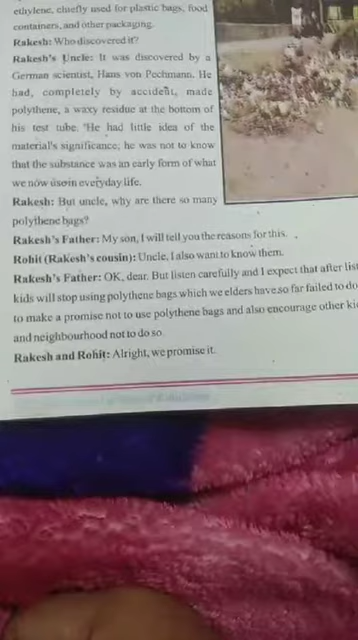 ethylene, chiefly used for plastic bags, food
containers, and other packaging.
Rakesh: Who discovered it?
Rakesh's Uncle: It was discovered by a
German scientist, Hans von Pechmann. He
had, completely by accident, made
polythene, a waxy residue at the bottom of
his test tube. He had little idea of the
material's significance; he was not to know
that the substance was an early form of what
we now use in everyday life.
Rakesh: But uncle, why are there so many
polythene bags?
Rakesh's Father: My son, I will tell you the reasons for this.
Rohit (Rakesh's cousin): Uncle, I also want to know them.
Rakesh's Father: OK, dear. But listen carefully and I expect that after list
kids will stop using polythene bags which we elders have so far failed to do
to make a promise not to use polythene bags and also encourage other ki
and neighbourhood not to do so.
Rakesh and Rohit: Alright, we promise it.